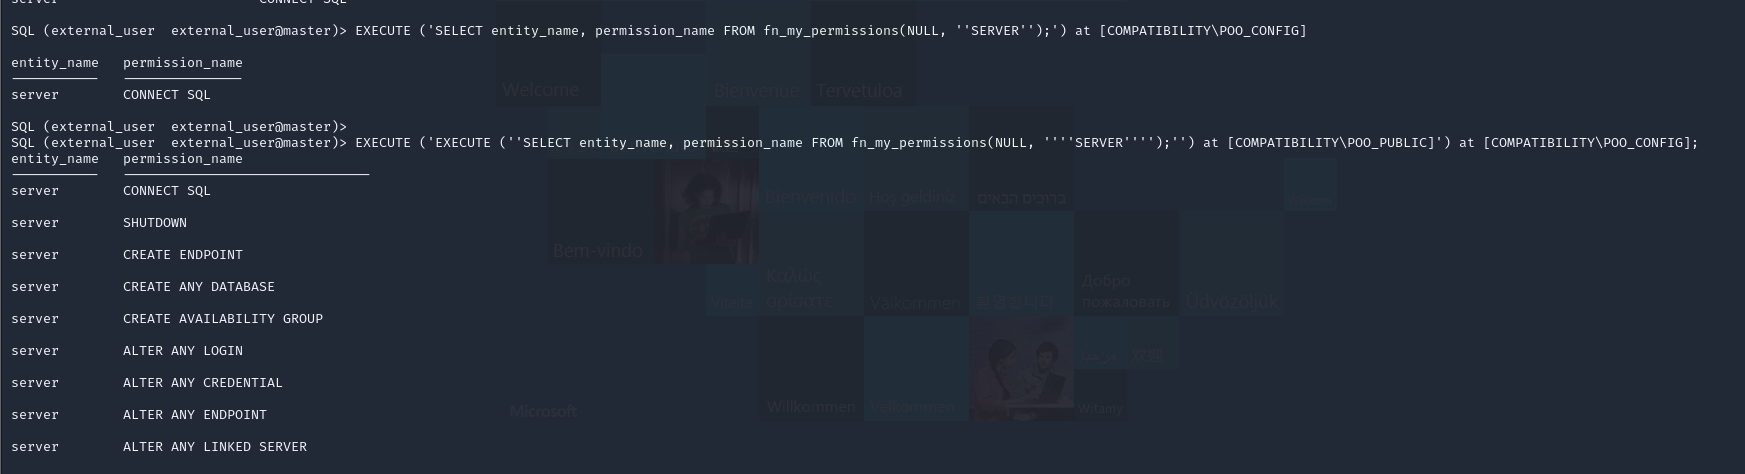 CONNECT SQL
SQL (external_user  external_user@master)> EXECUTE ('SELECT entity_name, permission_name FROM fn_my_permissions(NULL, ''SERVER'');') at [COMPATIBILITY\POO_CONFIG]
entity_name   permission_name
server        CONNECT SQL
SQL (external_user  external_user@master)>
SQL (external_user  external_user@master)> EXECUTE ('EXECUTE (''SELECT entity_name, permission_name FROM fn_my_permissions(NULL, ''''SERVER'''');'') at [COMPATIBILITY\POO_PUBLIC]') at [COMPATIBILITY\POO_CONFIG];
entity_name   permission_name
server        CONNECT SQL
server        SHUTDOWN
server        CREATE ENDPOINT
server        CREATE ANY DATABASE
server        CREATE AVAILABILITY GROUP
server        ALTER ANY LOGIN
server        ALTER ANY CREDENTIAL
server        ALTER ANY ENDPOINT
server        ALTER ANY LINKED SERVER
Welcome
Bienvenue
Tervetuloa
Bienvenido
Hoş geldiniz
ברוכים הבאים
Bem-vindo
Καλώς
ορίσατε
Välkommen
Добро
пожаловать
Üdvözöljük
Willkommen
Velkommen
Witamy
Microsoft